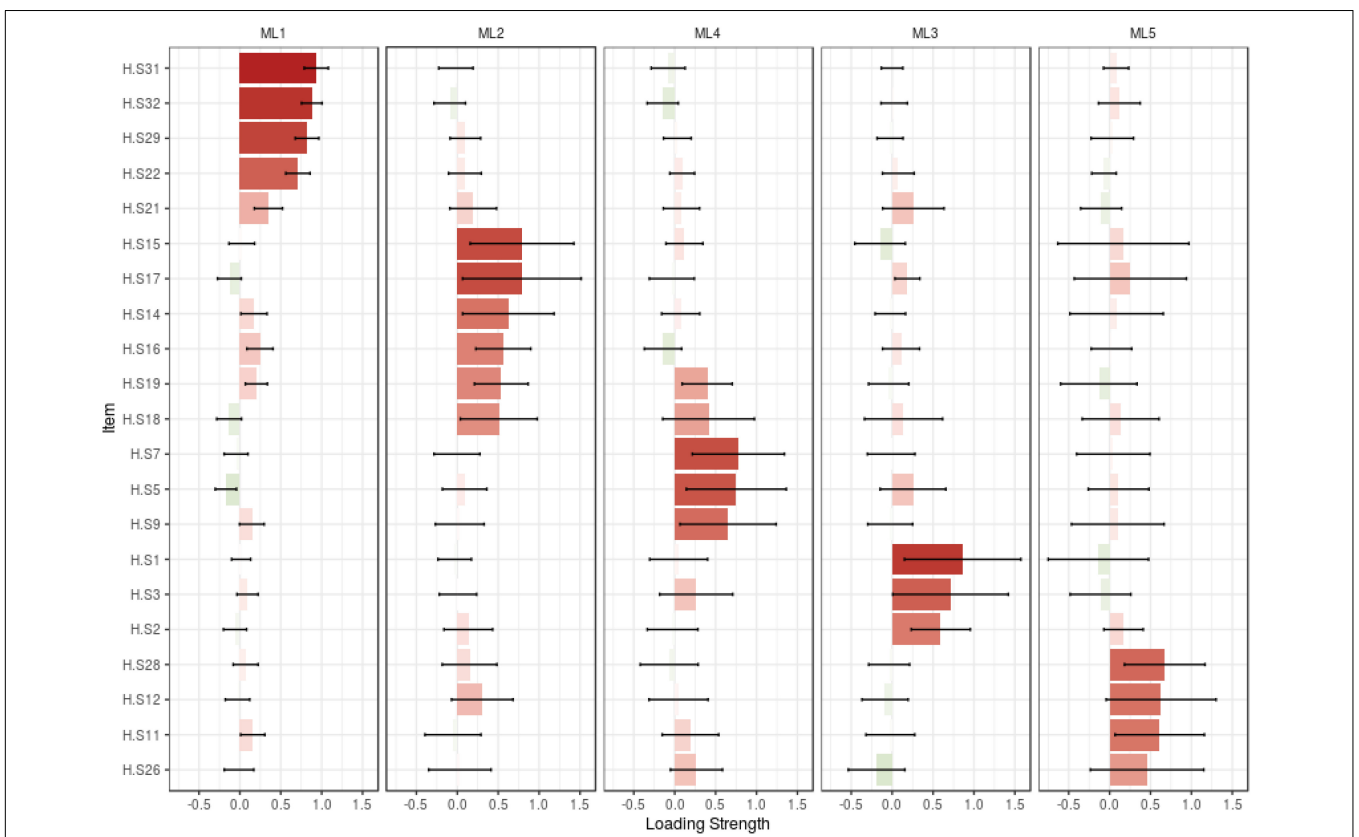 ML1 ML2 ML4 ML3 ML5
Item
H.S31
H.S32
H.S29
H.S22
H.S21
H.S15
H.S17
H.S14
H.S16
H.S19
H.S18
H.S7
H.S5
H.S9
H.S1
H.S3
H.S2
H.S28
H.S12
H.S11
H.S26
-0.5 0.0 0.5 1.0 1.5 -0.5 0.0 0.5 1.0 1.5 -0.5 0.0 0.5 1.0 1.5 -0.5 0.0 0.5 1.0 1.5 -0.5 0.0 0.5 1.0 1.5
Loading Strength